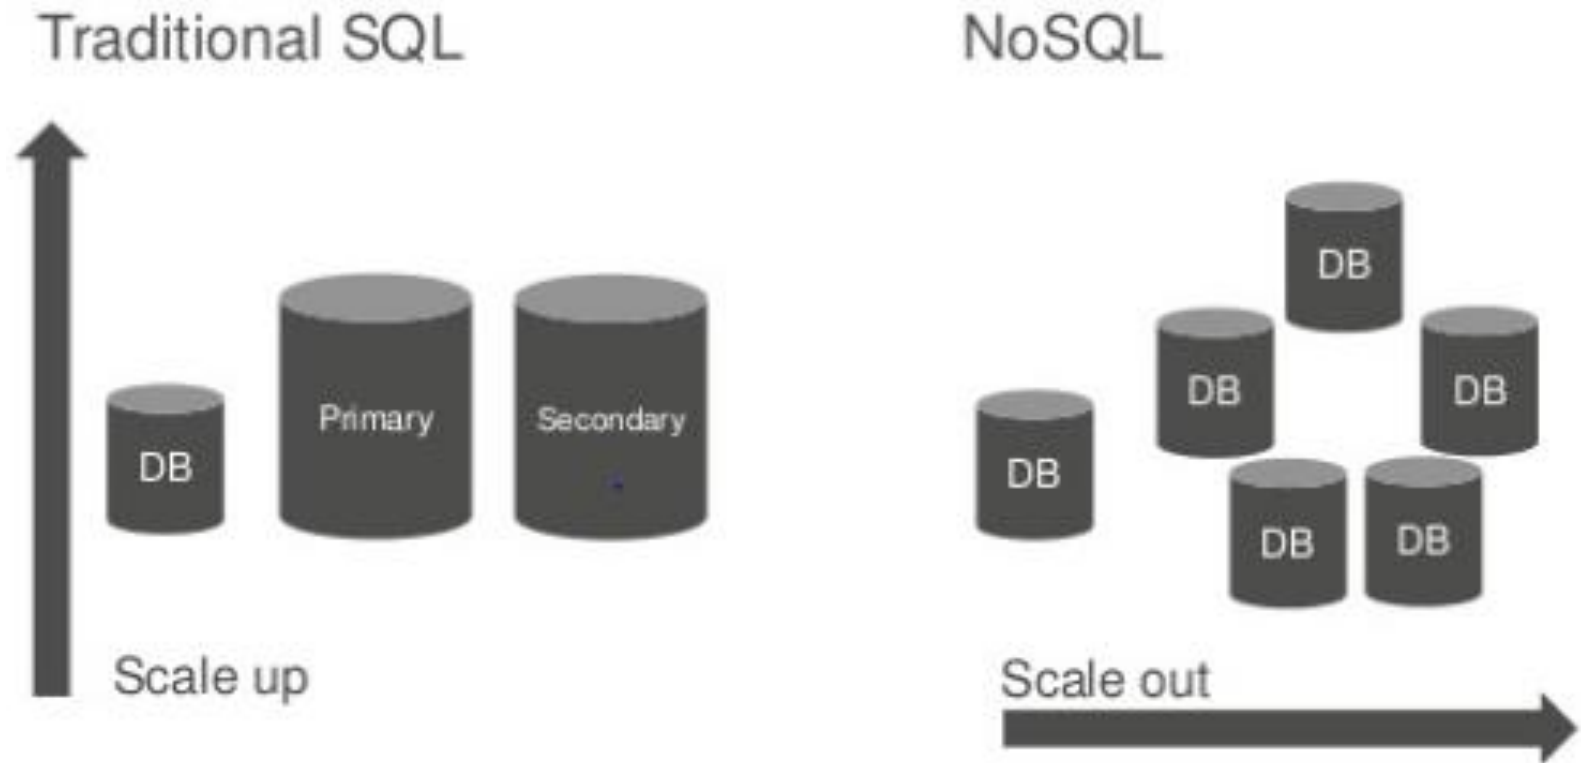 Traditional SQL
DB
Primary
Secondary
Scale up
NoSQL
DB
DB
DB
DB
DB
DB
Scale out